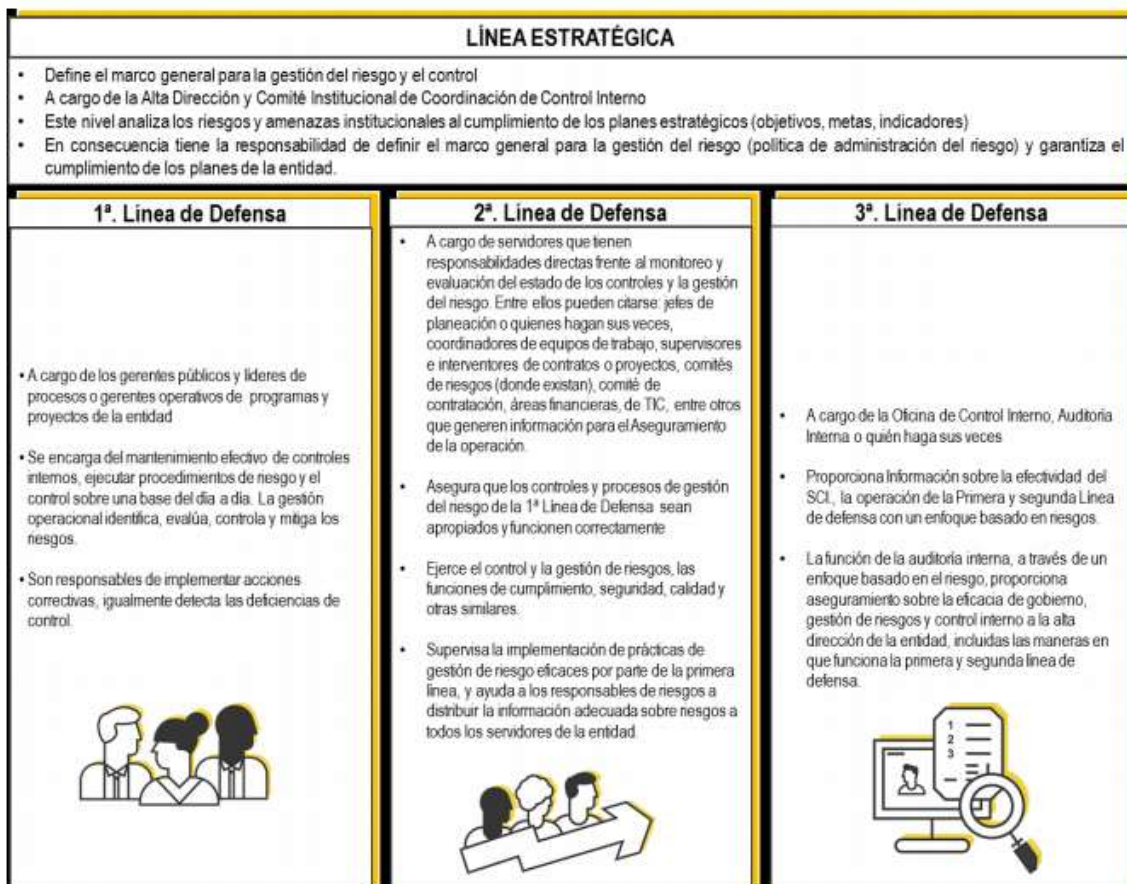 LÍNEA ESTRATÉGICA
• Define el marco general para la gestión del riesgo y el control
• A cargo de la Alta Dirección y Comité Institucional de Coordinación de Control Interno
• Este nivel analiza los riesgos y amenazas institucionales al cumplimiento de los planes estratégicos (objetivos, metas, indicadores)
• En consecuencia tiene la responsabilidad de definir el marco general para la gestión del riesgo (política de administración del riesgo) y garantiza el
cumplimiento de los planes de la entidad.
1ª. Línea de Defensa
• A cargo de los gerentes públicos y líderes de
procesos o gerentes operativos de programas y
proyectos de la entidad
• Se encarga del mantenimiento efectivo de controles
internos, ejecutar procedimientos de riesgo y el
control sobre una base del día a día. La gestión
operacional identifica, evalúa, controla y mitiga los
riesgos.
• Son responsables de implementar acciones
correctivas, igualmente detecta las deficiencias de
control.
2ª. Línea de Defensa
• A cargo de servidores que tienen
responsabilidades directas frente al monitoreo y
evaluación del estado de los controles y la gestión
del riesgo. Entre ellos pueden citarse: jefes de
planeación o quienes hagan sus veces,
coordinadores de equipos de trabajo, supervisores
e interventores de contratos o proyectos, comités
de riesgos (donde existan), comité de
contratación, áreas financieras, de TIC, entre otros
que generen información para el Aseguramiento
de la operación.
• Asegura que los controles y procesos de gestión
del riesgo de la 1ª Línea de Defensa sean
apropiados y funcionen correctamente
• Ejerce el control y la gestión de riesgos, las
funciones de cumplimiento, seguridad, calidad y
otras similares.
• Supervisa la implementación de prácticas de
gestión de riesgo eficaces por parte de la primera
línea, y ayuda a los responsables de riesgos a
distribuir la información adecuada sobre riesgos a
todos los servidores de la entidad.
3ª. Línea de Defensa
• A cargo de la Oficina de Control Interno, Auditoría
Interna o quién haga sus veces
• Proporciona Información sobre la efectividad del
S.C.I., la operación de la Primera y segunda Línea
de defensa con un enfoque basado en riesgos.
• La función de la auditoría interna, a través de un
enfoque basado en el riesgo, proporciona
aseguramiento sobre la eficacia de gobierno,
gestión de riesgos y control interno a la alta
dirección de la entidad, incluidas las maneras en
que funciona la primera y segunda línea de
defensa.
1
2
3